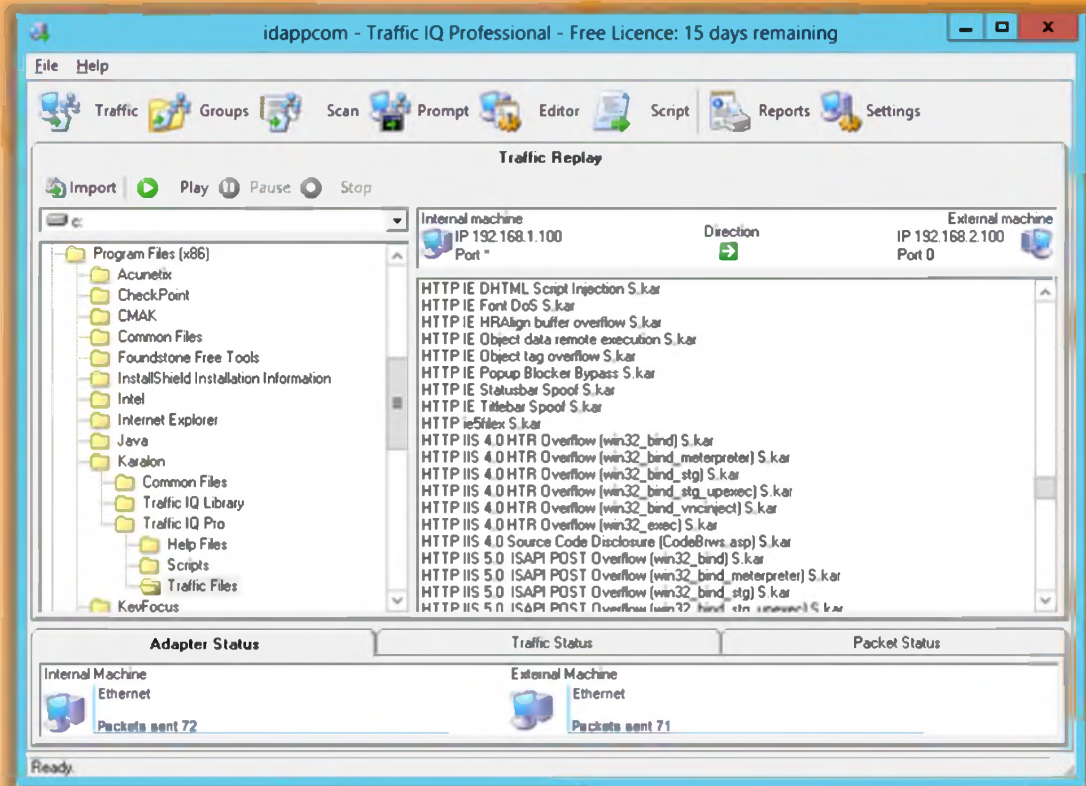 idappcom - Traffic IQ Professional - Free Licence: 15 days remaining
File Help
Traffic Groups Scan Prompt Editor Script Reports Settings
Traffic Replay
Import Play Pause Stop
c:
Program Files (x86)
Acunetix
CheckPoint
CMAK
Common Files
Foundstone Free Tools
InstallShield Installation Information
Intel
Internet Explorer
Java
Karalon
Common Files
Traffic IQ Library
Traffic IQ Pro
Help Files
Scripts
Traffic Files
KeyFocus
Internal machine
IP 192.168.1.100
Port *
Direction
External machine
IP 192.168.2.100
Port 0
HTTP IE DHTML Script Injection S.kar
HTTP IE Font DoS S.kar
HTTP IE HRAlign buffer overflow S.kar
HTTP IE Object data remote execution S.kar
HTTP IE Object tag overflow S.kar
HTTP IE Popup Blocker Bypass S.kar
HTTP IE Statusbar Spoof S.kar
HTTP IE Titlebar Spoof S.kar
HTTP ie5filex S.kar
HTTP IIS 4.0 HTR Overflow (win32_bind) S.kar
HTTP IIS 4.0 HTR Overflow (win32_bind_meterpreter) S.kar
HTTP IIS 4.0 HTR Overflow (win32_bind_stg) S.kar
HTTP IIS 4.0 HTR Overflow (win32_bind_stg_upexec) S.kar
HTTP IIS 4.0 HTR Overflow (win32_bind_vncinject) S.kar
HTTP IIS 4.0 HTR Overflow (win32_exec) S.kar
HTTP IIS 4.0 Source Code Disclosure (CodeBrws.asp) S.kar
HTTP IIS 5.0 ISAPI POST Overflow (win32_bind) S.kar
HTTP IIS 5.0 ISAPI POST Overflow (win32_bind_meterpreter) S.kar
HTTP IIS 5.0 ISAPI POST Overflow (win32_bind_stg) S.kar
HTTP IIS 5.0 ISAPI POST Overflow (win32_bind_stg_upexec) S.kar
Adapter Status Traffic Status Packet Status
Internal Machine
Ethernet
Packets sent 72
External Machine
Ethernet
Packets sent 71
Ready.